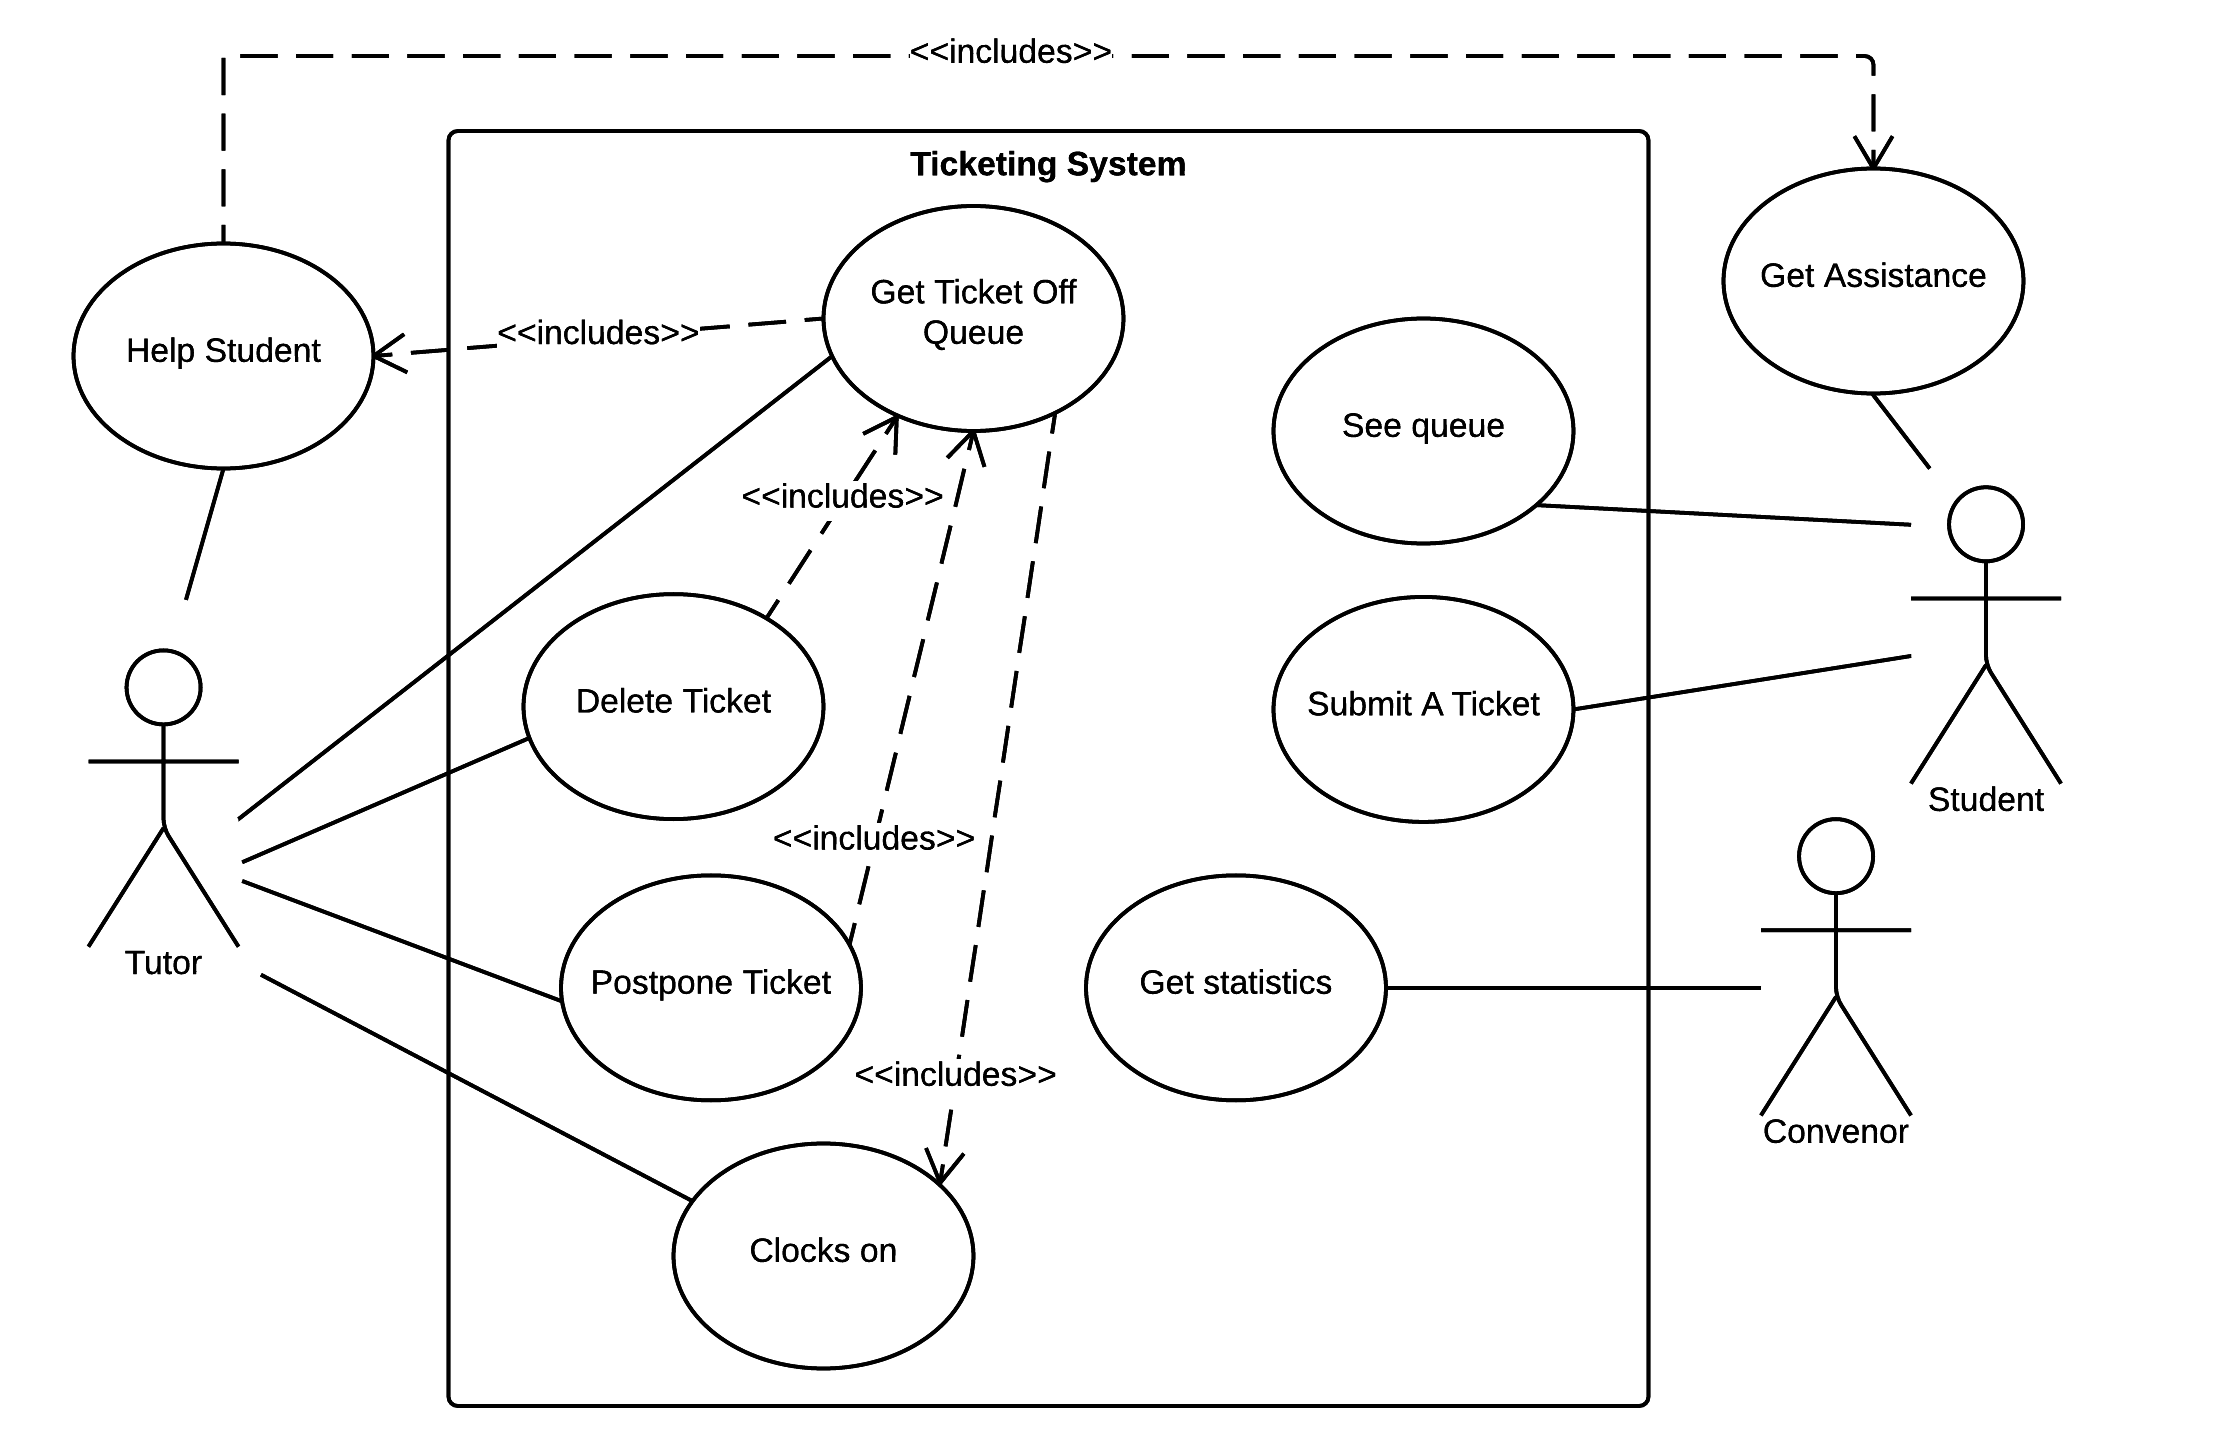 <<includes>>
Ticketing System
Get Assistance
Get Ticket Off
Queue
<<includes>>
Help Student
See queue
<<includes>>
Delete Ticket
Submit A Ticket
Student
<<includes>>
Tutor
Postpone Ticket
Get statistics
<<includes>>
Convenor
Clocks on